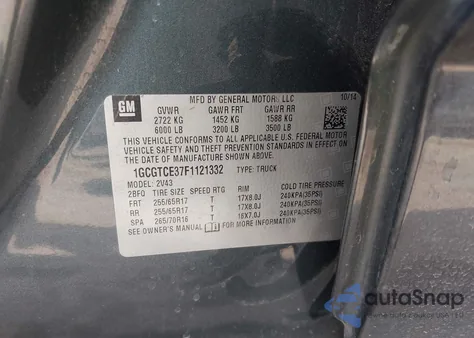 GM
MFD BY GENERAL MOTORS LLC
10/14
GVWR GAWR FRT GAWR RR
2722 KG 1452 KG 1588 KG
6000 LB 3200 LB 3500 LB
THIS VEHICLE CONFORMS TO ALL APPLICABLE U.S. FEDERAL MOTOR
VEHICLE SAFETY AND THEFT PREVENTION STANDARDS IN EFFECT ON
THE DATE OF MANUFACTURE SHOWN ABOVE.
1GCGTCE37F1121332 TYPE: TRUCK
MODEL: 2V43
2BFO TIRE SIZE SPEED RTG RIM COLD TIRE PRESSURE
FRT 255/65R17 T 17X8.0J 240KPA(35PSI)
RR 255/65R17 T 17X8.0J 240KPA(35PSI)
SPA 265/70R16 T 16X7.0J 240KPA(35PSI)
SEE OWNER'S MANUAL FOR MORE INFORMATION
autoSnap